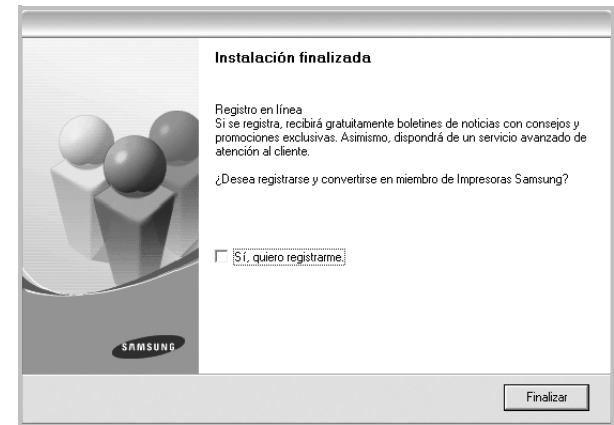 Instalación finalizada
Registro en línea
Si se registra, recibirá gratuitamente boletines de noticias con consejos y
promociones exclusivas. Asimismo, dispondrá de un servicio avanzado de
atención al cliente.
¿Desea registrarse y convertirse en miembro de Impresoras Samsung?
Sí, quiero registrarme.
SAMSUNG
Finalizar